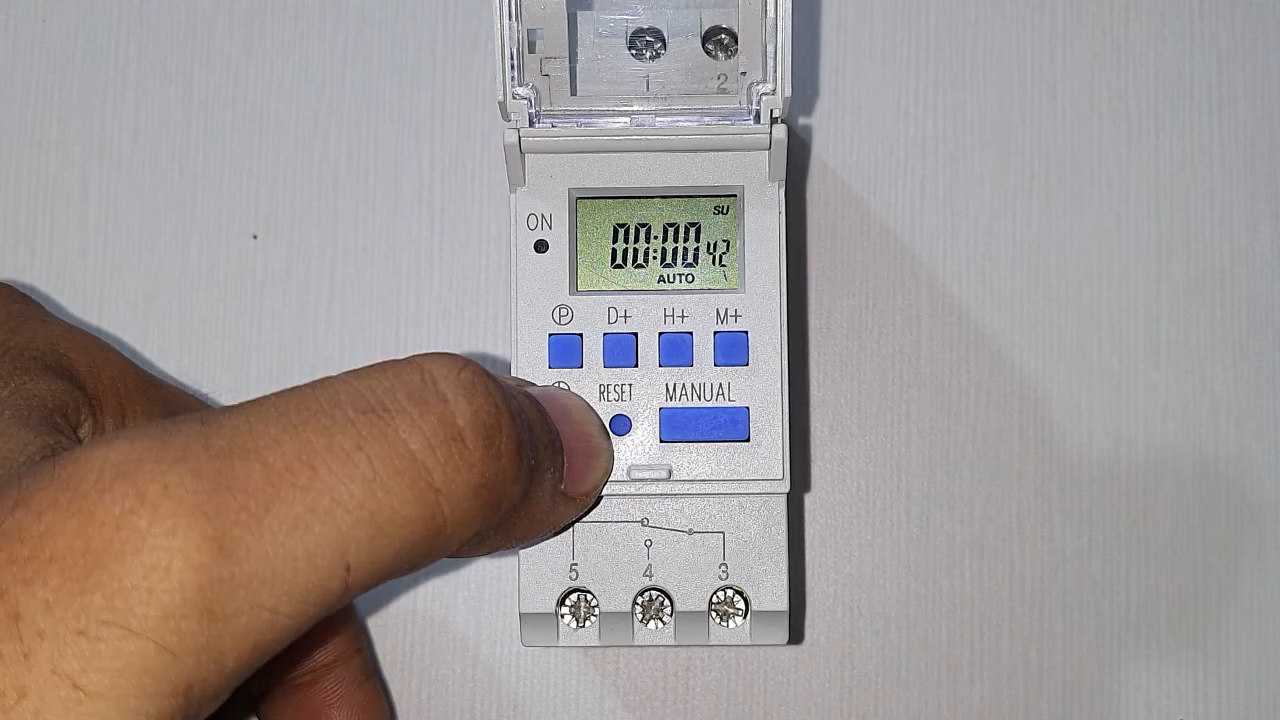 1 2
SU
ON
00:00 42
AUTO
P D+ H+ M+
RESET MANUAL
5 4 3